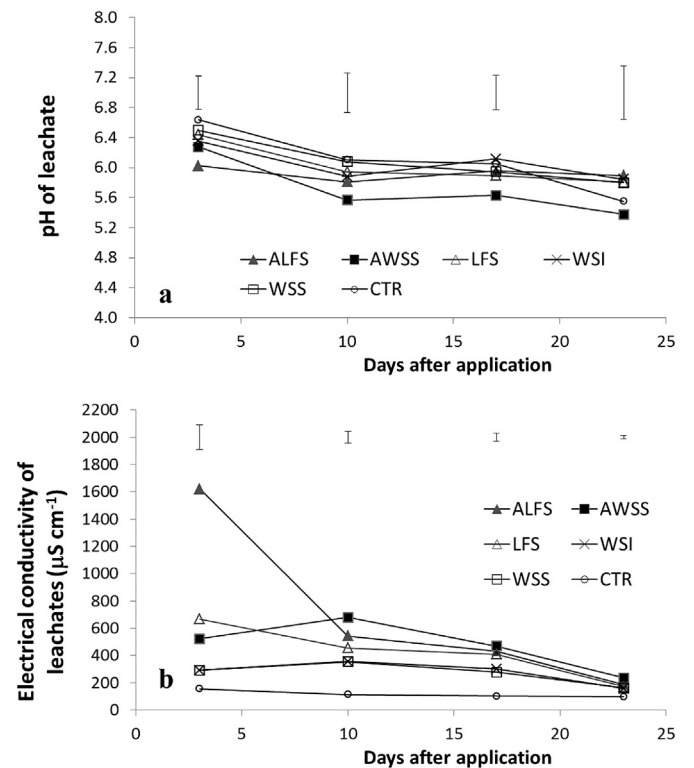 8.0
7.6
7.2
6.8
6.4
6.0
5.6
5.2
4.8
4.4
4.0
pH of leachate
ALFS AWSS LFS WSI
WSS CTR
a
0 5 10 15 20 25
Days after application
2200
2000
1800
1600
1400
1200
1000
800
600
400
200
0
Electrical conductivity of
leachates (µS cm-1)
ALFS AWSS
LFS WSI
WSS CTR
b
0 5 10 15 20 25
Days after application